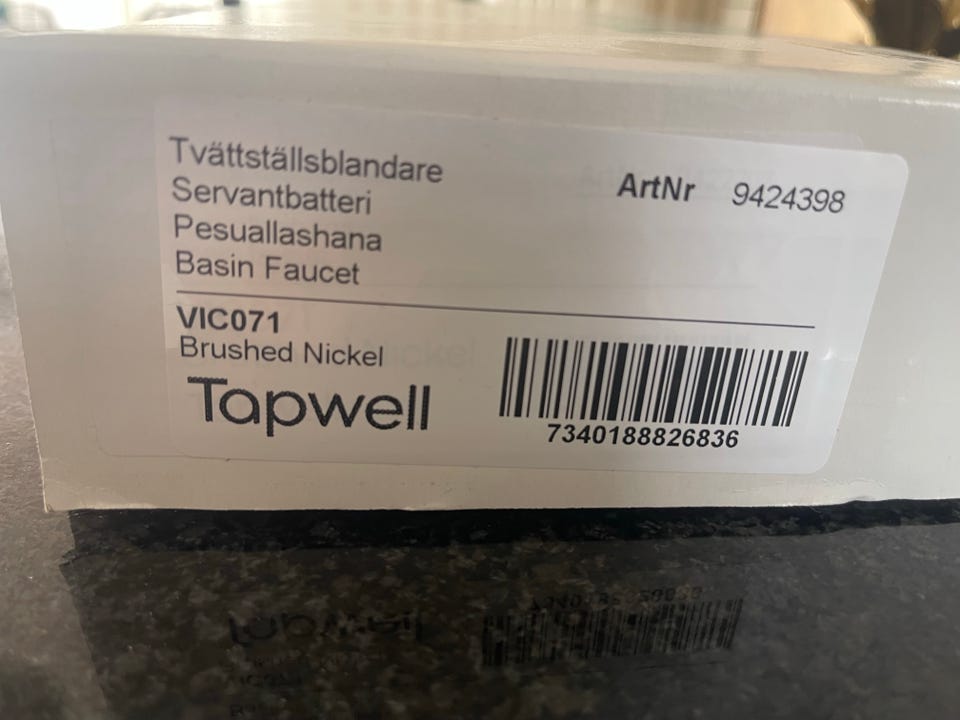 Tvättställsblandare
Servantbatteri
Pesuallashana
Basin Faucet
ArtNr 9424398
VIC071
Brushed Nickel
Tapwell
7340188826836